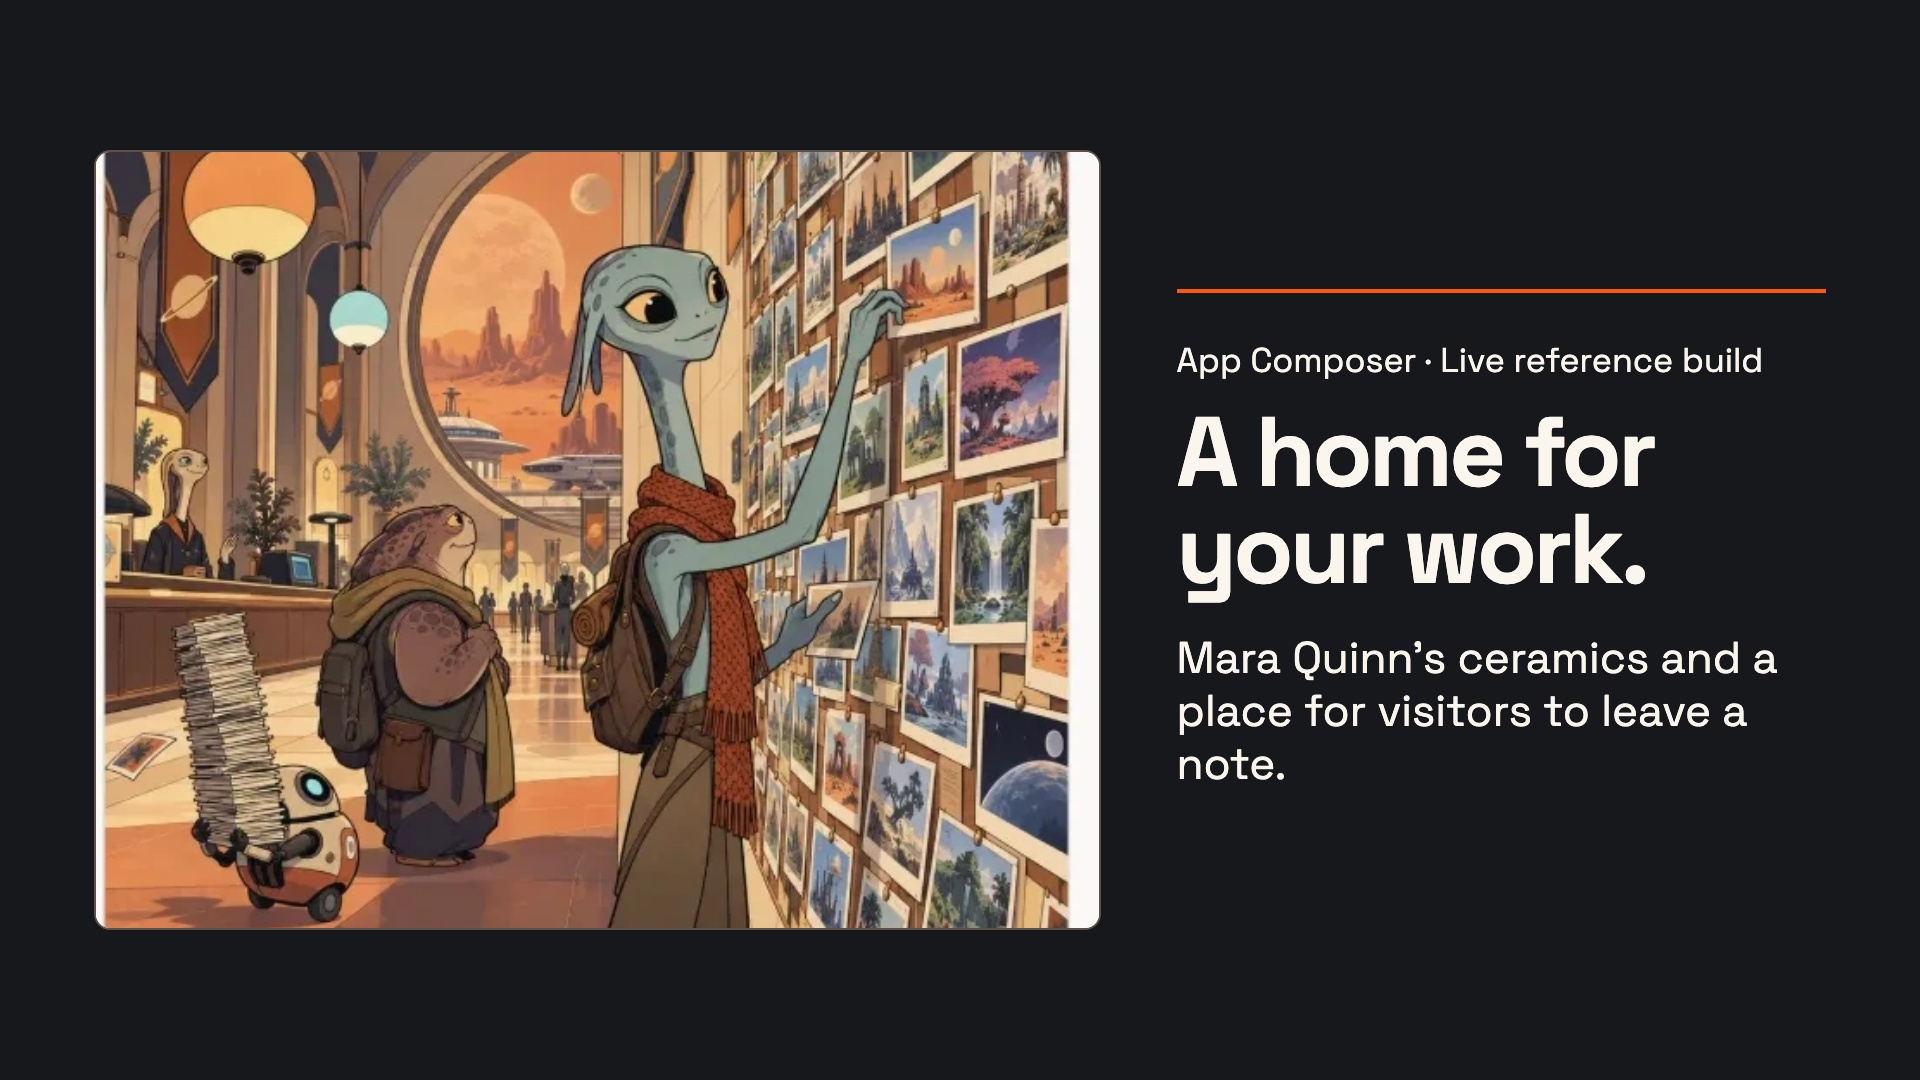 App Composer · Live reference build
A home for
your work.
Mara Quinn’s ceramics and a
place for visitors to leave a
note.